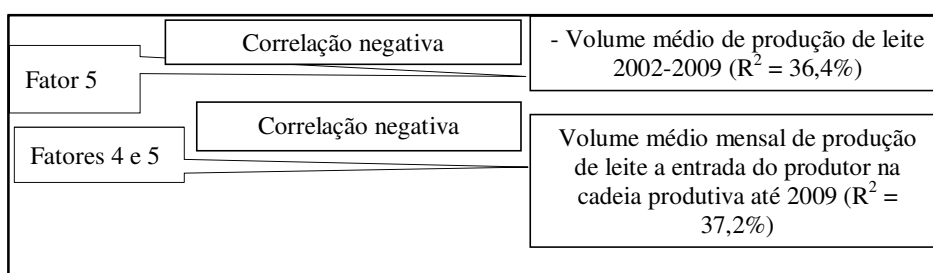 Correlação negativa
- Volume médio de produção de leite
2002-2009 (R² = 36,4%)
Fator 5
Correlação negativa
Volume médio mensal de produção
de leite a entrada do produtor na
cadeia produtiva até 2009 (R² =
37,2%)
Fatores 4 e 5